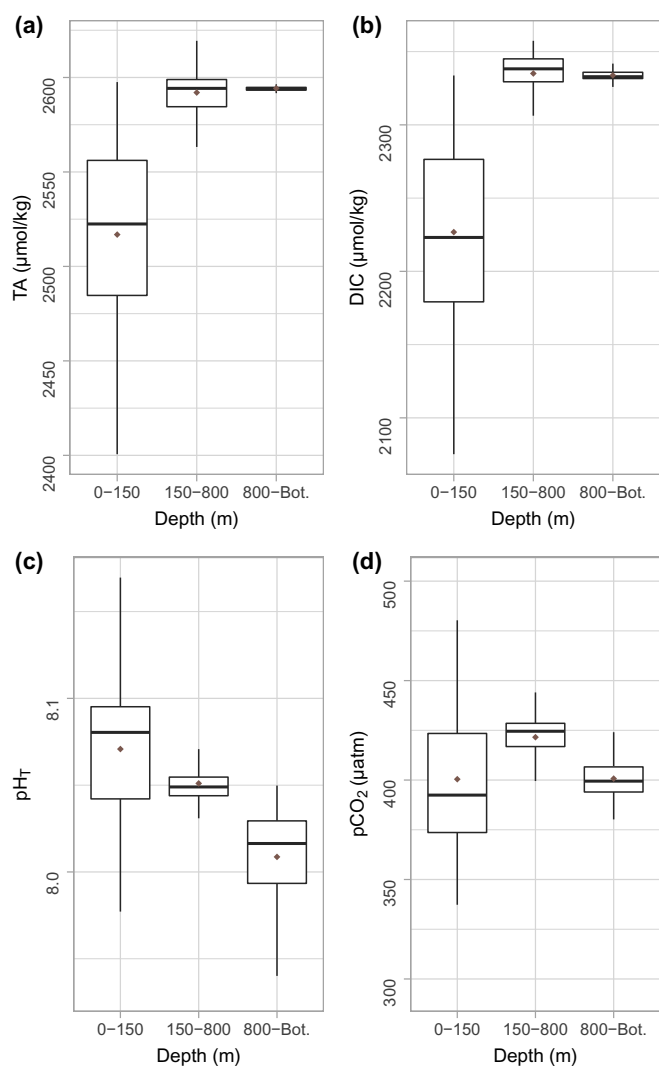 (a)
TA (µmol/kg)
2600
2550
2500
2450
2400
0−150 150−800 800−Bot.
Depth (m)
(b)
DIC (µmol/kg)
2300
2200
2100
0−150 150−800 800−Bot.
Depth (m)
(c)
pHT
8.1
8.0
0−150 150−800 800−Bot.
Depth (m)
(d)
pCO2 (µatm)
500
450
400
350
300
0−150 150−800 800−Bot.
Depth (m)